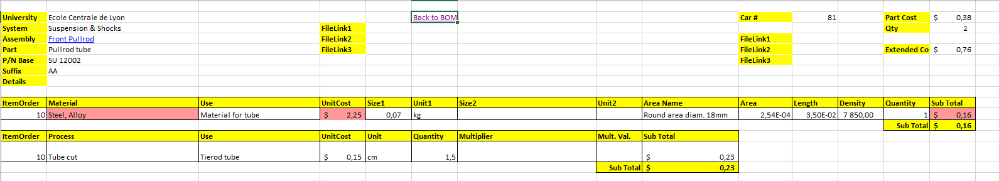 University Ecole Centrale de Lyon Back to BOM Car # 81 Part Cost $ 0,38
System Suspension & Shocks FileLink1 Qty 2
Assembly Front Pullrod FileLink2 FileLink1
Part Pullrod tube FileLink3 FileLink2 Extended Co $ 0,76
P/N Base SU 12002 FileLink3
Suffix AA
Details
ItemOrder Material Use UnitCost Size1 Unit1 Size2 Unit2 Area Name Area Length Density Quantity Sub Total
10 Steel, Alloy Material for tube $ 2,25 0,07 kg Round area diam. 18mm 2,54E-04 3,50E-02 7 850,00 1 $ 0,16
Sub Total $ 0,16
ItemOrder Process Use UnitCost Unit Quantity Multiplier Mult. Val. Sub Total
10 Tube cut Tierod tube $ 0,15 cm 1,5 $ 0,23
Sub Total $ 0,23